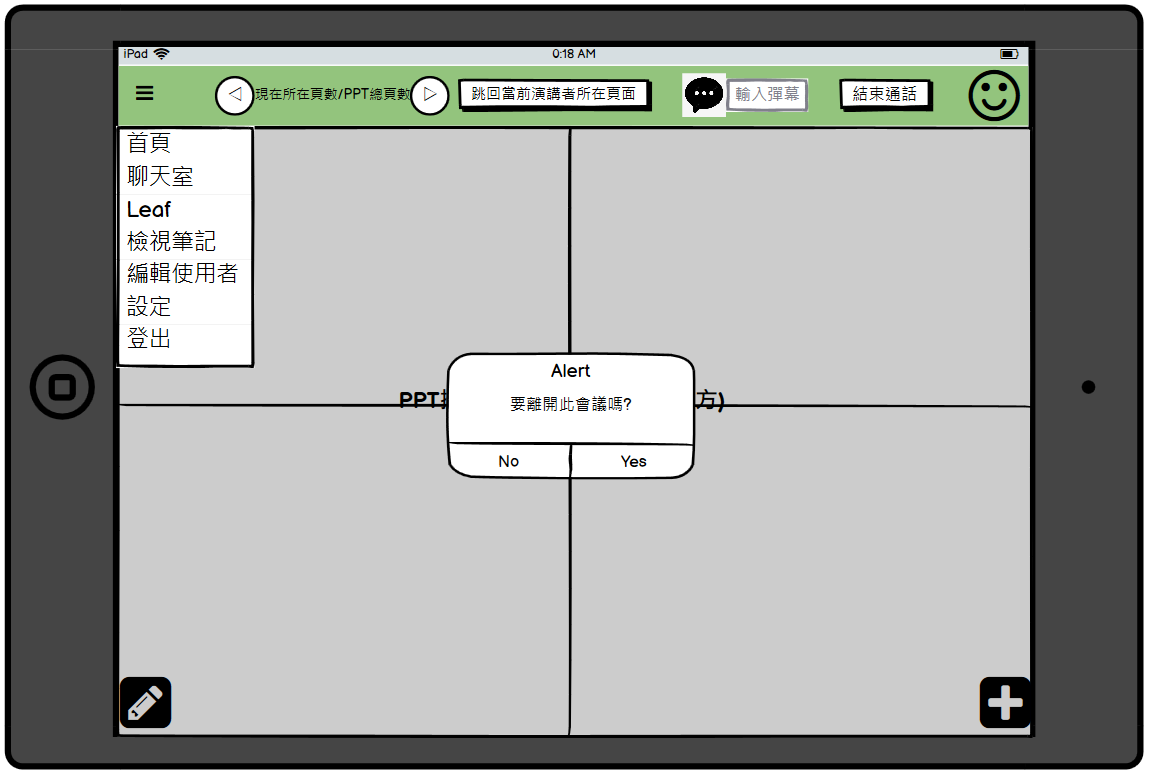 iPad
0:18 AM
現在所在頁數/PPT總頁數
跳回當前演講者所在頁面
輸入彈幕
結束通話
首頁
聊天室
Leaf
檢視筆記
編輯使用者
設定
登出
Alert
PPT
方)
要離開此會議嗎?
No
Yes